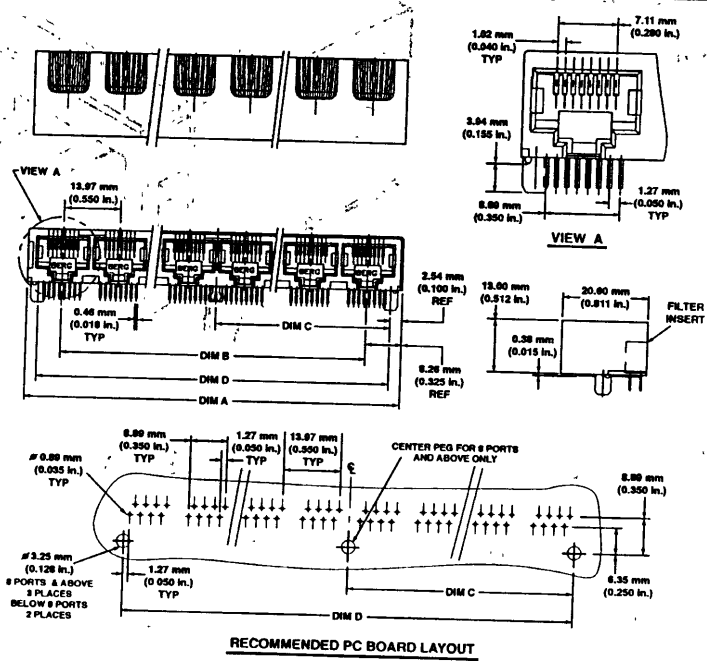 7.11 mm
(0.280 in.)
1.02 mm
(0.040 in.)
TYP
3.94 mm
(0.155 in.)
8.89 mm
(0.350 in.)
1.27 mm
(0.050 in.)
TYP
VIEW A
VIEW A
13.97 mm
(0.550 in.)
BERG
BERG
BERG
BERG
BERG
BERG
0.46 mm
(0.018 in.)
TYP
DIM C
DIM B
DIM D
DIM A
2.54 mm
(0.100 in.)
REF
8.26 mm
(0.325 in.)
REF
13.00 mm
(0.512 in.)
20.60 mm
(0.811 in.)
FILTER
INSERT
0.38 mm
(0.015 in.)
8.89 mm
(0.350 in.)
TYP
1.27 mm
(0.050 in.)
TYP
13.97 mm
(0.550 in.)
TYP
CENTER PEG FOR 8 PORTS
AND ABOVE ONLY
ø 0.89 mm
(0.035 in.)
TYP
8.89 mm
(0.350 in.)
ø 3.25 mm
(0.128 in.)
8 PORTS & ABOVE
3 PLACES
BELOW 8 PORTS
2 PLACES
1.27 mm
(0.050 in.)
TYP
DIM C
DIM D
6.35 mm
(0.250 in.)
RECOMMENDED PC BOARD LAYOUT